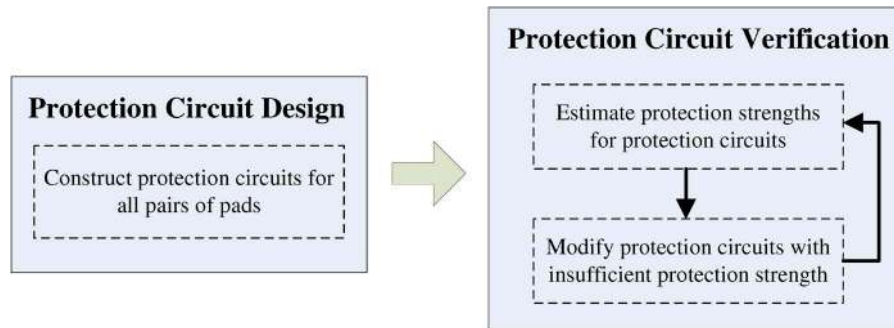 Protection Circuit Design
Construct protection circuits for
all pairs of pads
Protection Circuit Verification
Estimate protection strengths
for protection circuits
Modify protection circuits with
insufficient protection strength